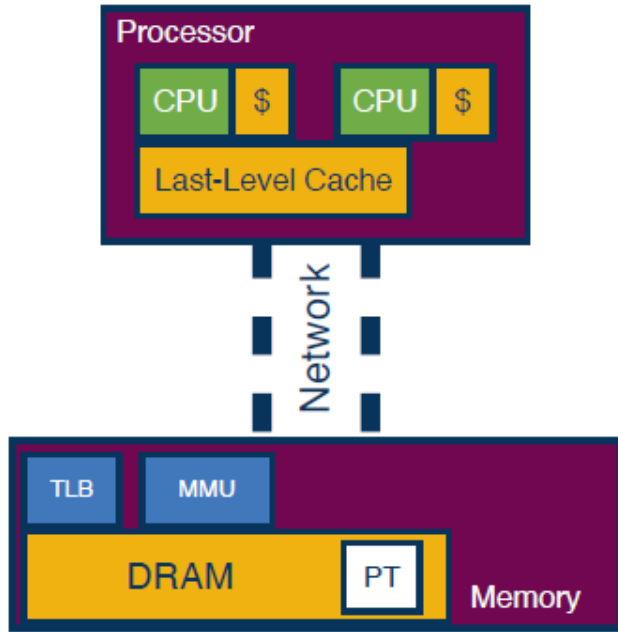 Processor
CPU $ CPU $
Last-Level Cache
Network
TLB MMU
DRAM PT
Memory